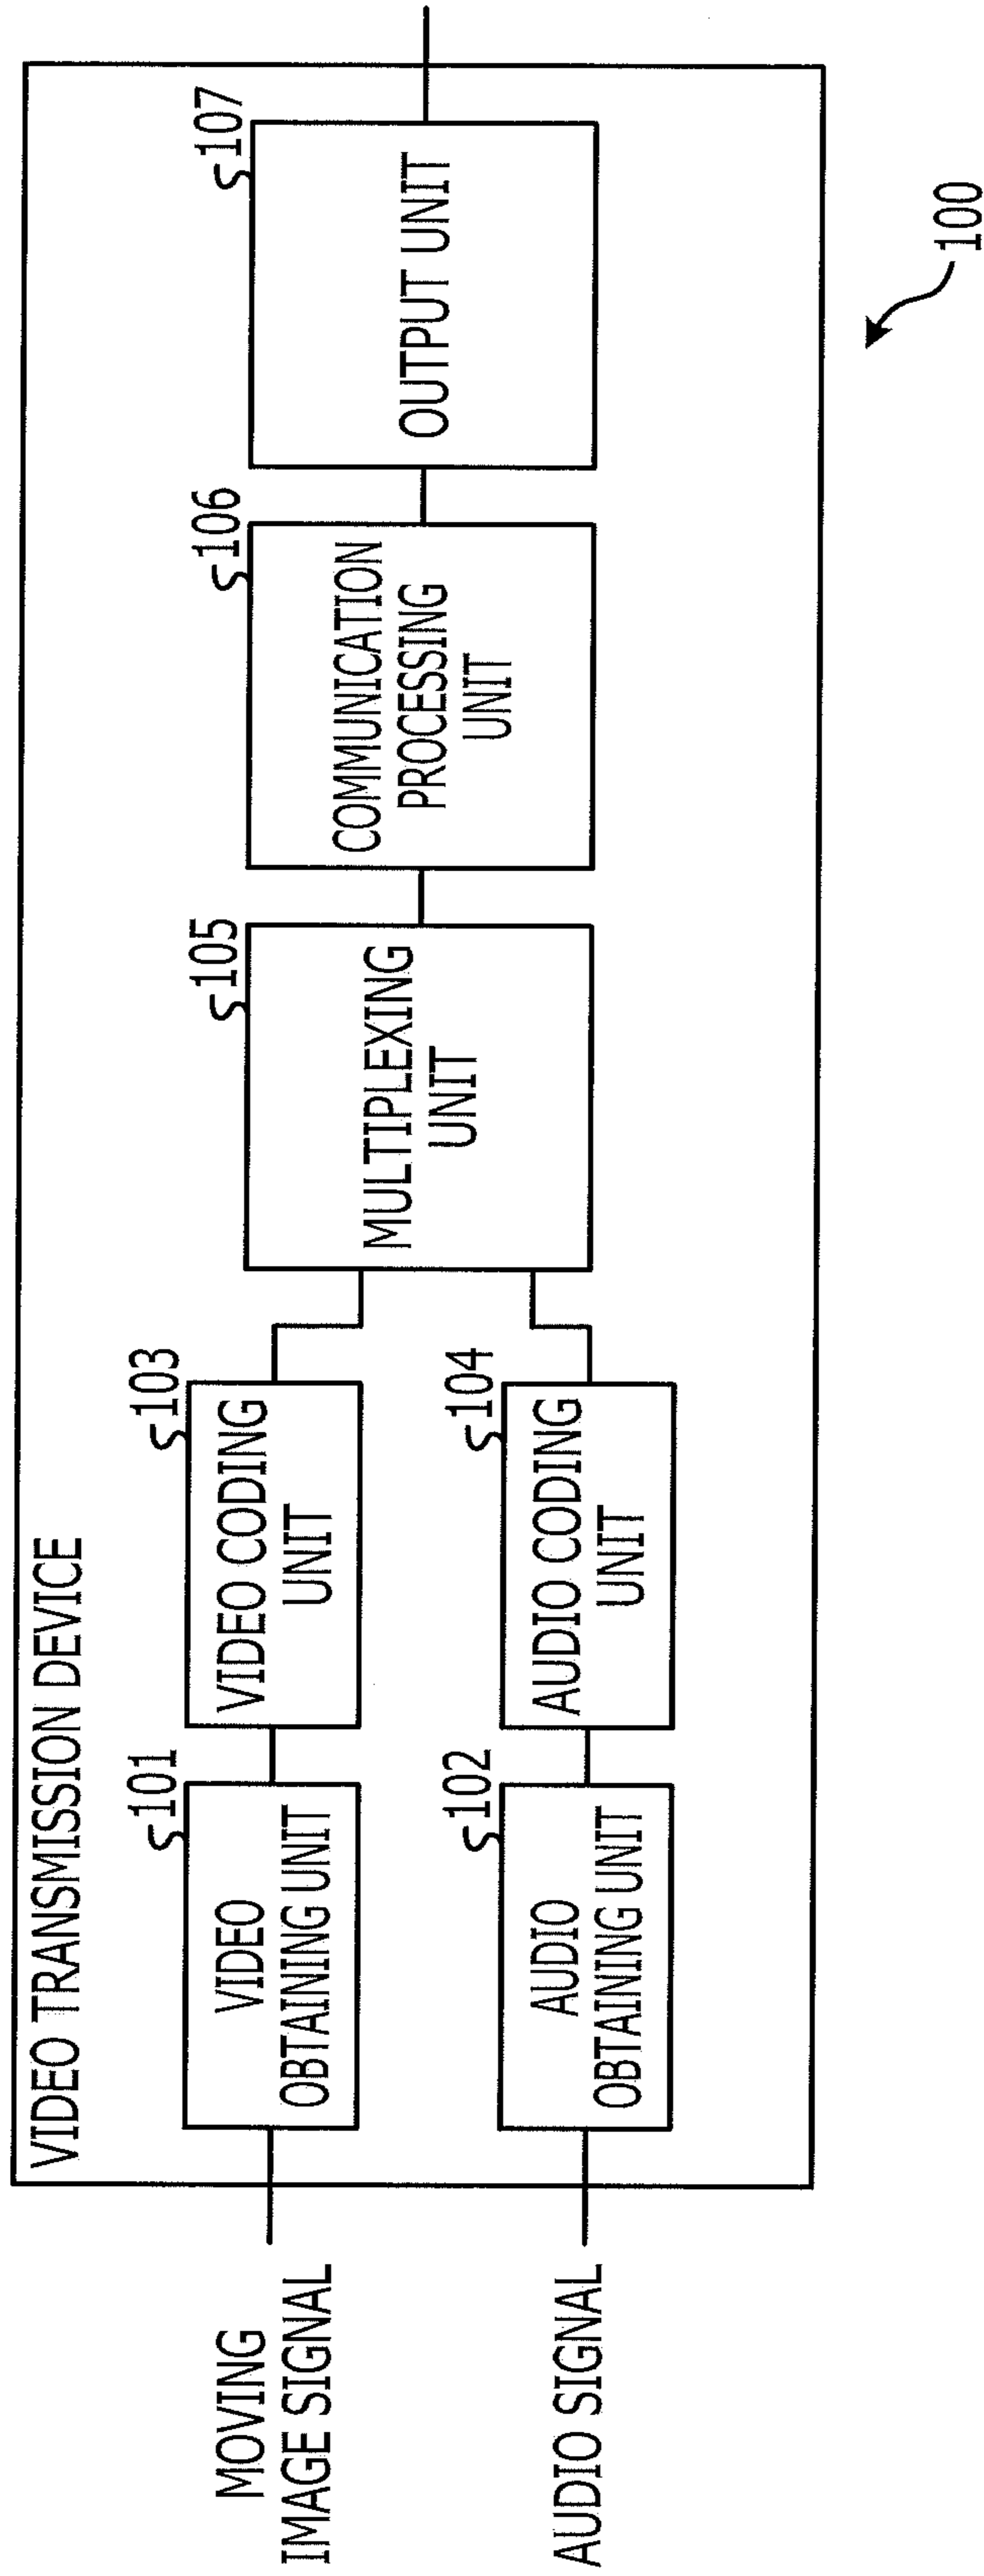 VIDEO TRANSMISSION DEVICE
MOVING
IMAGE SIGNAL
101
VIDEO
OBTAINING UNIT
103
VIDEO CODING
UNIT
AUDIO SIGNAL
102
AUDIO
OBTAINING UNIT
104
AUDIO CODING
UNIT
105
MULTIPLEXING
UNIT
106
COMMUNICATION
PROCESSING
UNIT
107
OUTPUT UNIT
100